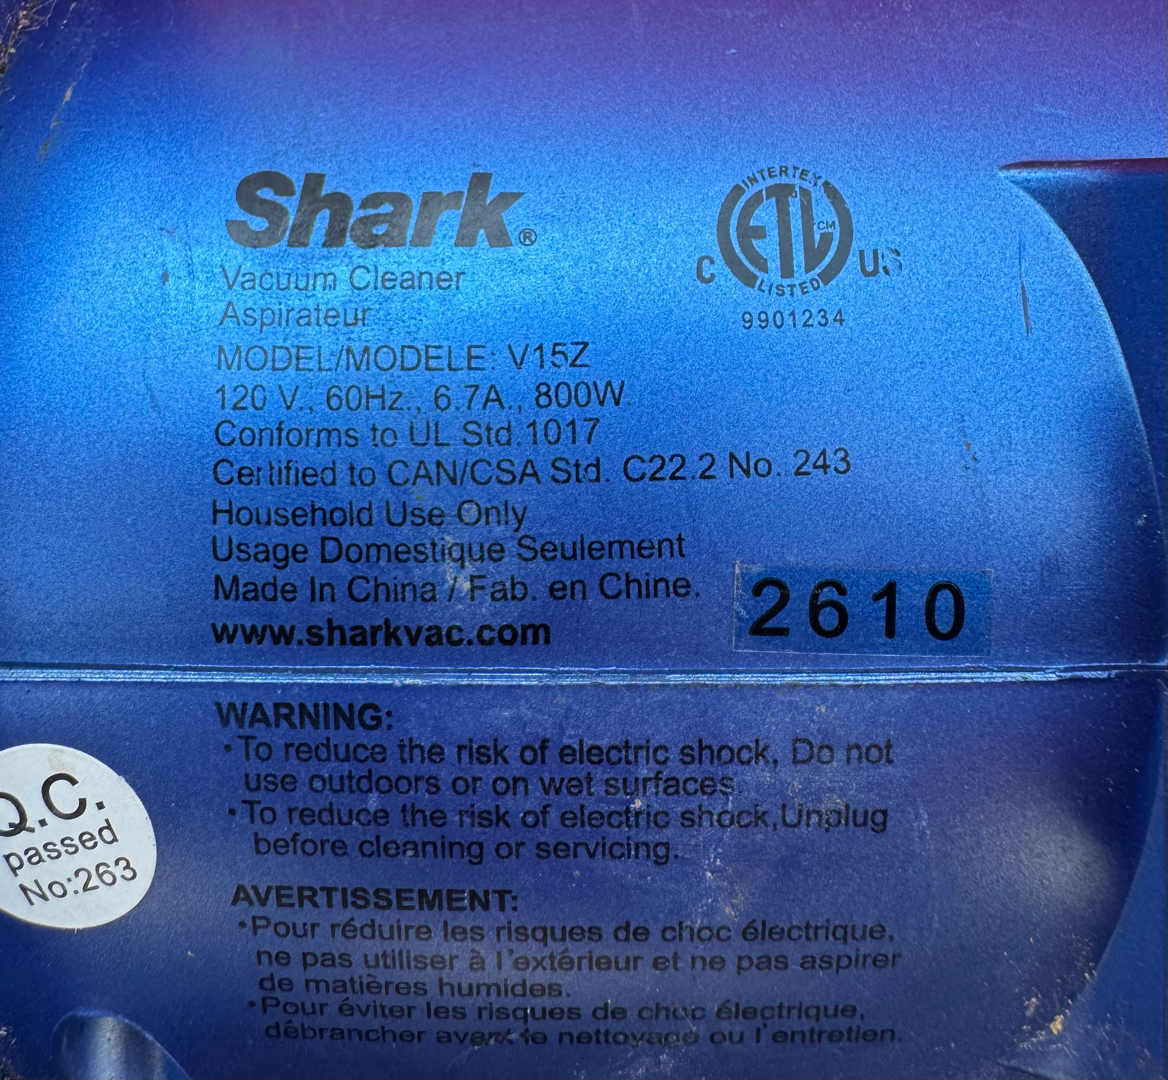 Shark®
Vacuum Cleaner
Aspirateur
MODEL/MODELE: V15Z
120 V., 60Hz., 6.7A., 800W.
Conforms to UL Std.1017
Certified to CAN/CSA Std. C22.2 No. 243
Household Use Only
Usage Domestique Seulement
Made In China / Fab. en Chine.
www.sharkvac.com
INTERTEK
ETL CM
C US
LISTED
9901234
2610
WARNING:
•To reduce the risk of electric shock, Do not
use outdoors or on wet surfaces.
•To reduce the risk of electric shock,Unplug
before cleaning or servicing.
AVERTISSEMENT:
•Pour réduire les risques de choc électrique,
ne pas utiliser à l'extérieur et ne pas aspirer
de matières humides.
•Pour éviter les risques de choc électrique,
débrancher avant le nettoyage ou l'entretien.
Q.C.
passed
No:263